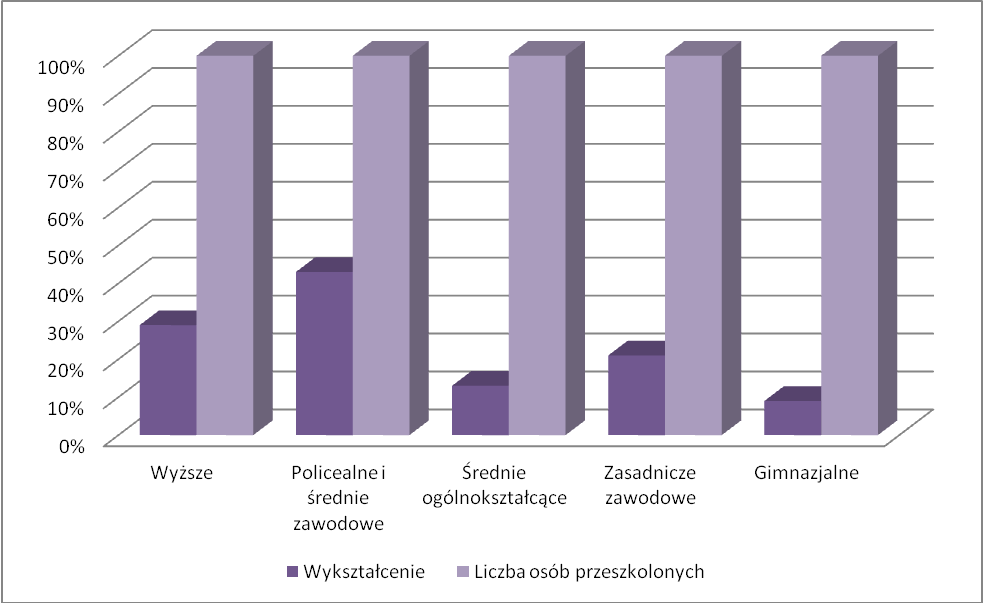 100%
90%
80%
70%
60%
50%
40%
30%
20%
10%
0%
Wyższe
Policealne i
średnie
zawodowe
Średnie
ogólnokształcące
Zasadnicze
zawodowe
Gimnazjalne
Wykształcenie
Liczba osób przeszkolonych